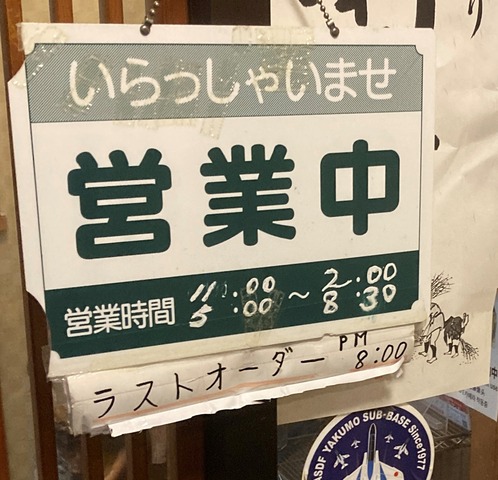 いらっしゃいませ
営業中
営業時間 11:00 ～ 2:00
5:00 ～ 8:30
ラストオーダー PM 8:00
ASDF YAKUMO SUB-BASE Since1977